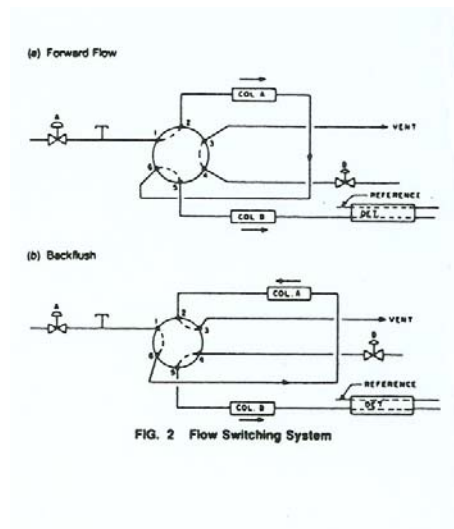 (a) Forward Flow
A
COL. A
1
2
3
VENT
6
4
5
B
REFERENCE
COL. B
DET.
(b) Backflush
A
COL. A
2
VENT
1
3
B
6
4
5
REFERENCE
COL. B
DET.
FIG. 2 Flow Switching System